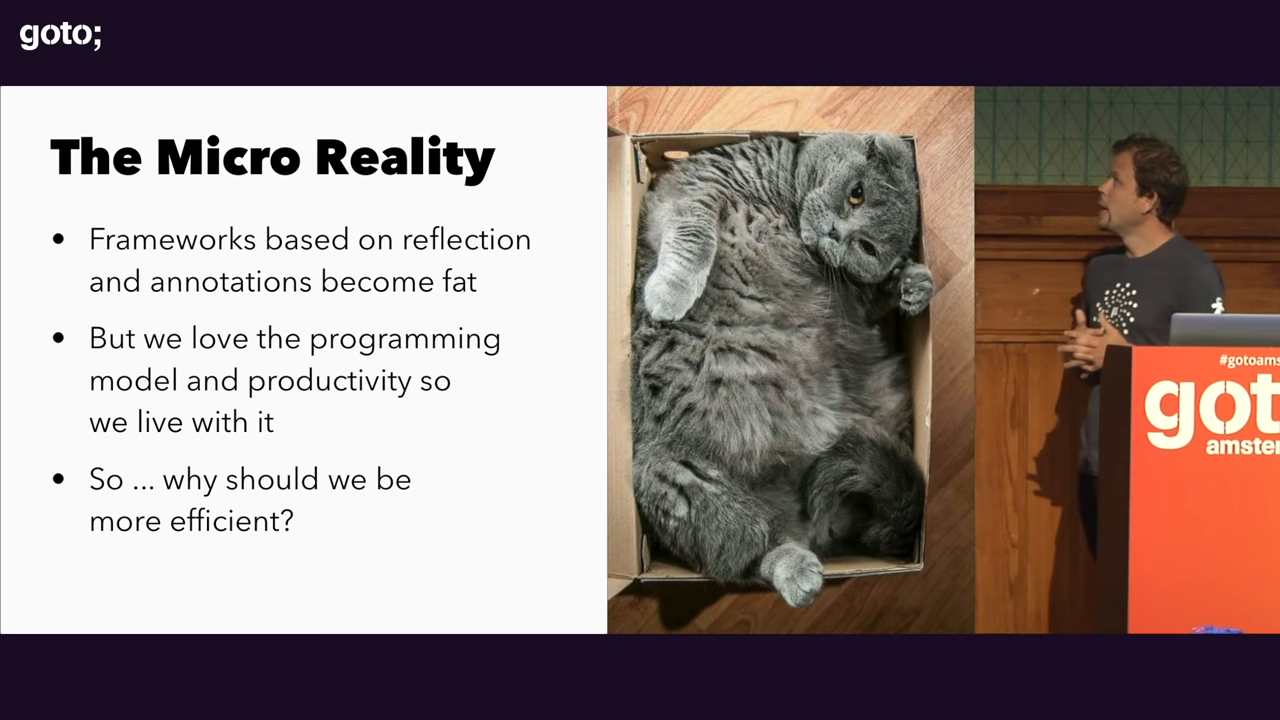 goto;
The Micro Reality
• Frameworks based on reflection
and annotations become fat
• But we love the programming
model and productivity so
we live with it
• So ... why should we be
more efficient?
#gotoams
got
amster